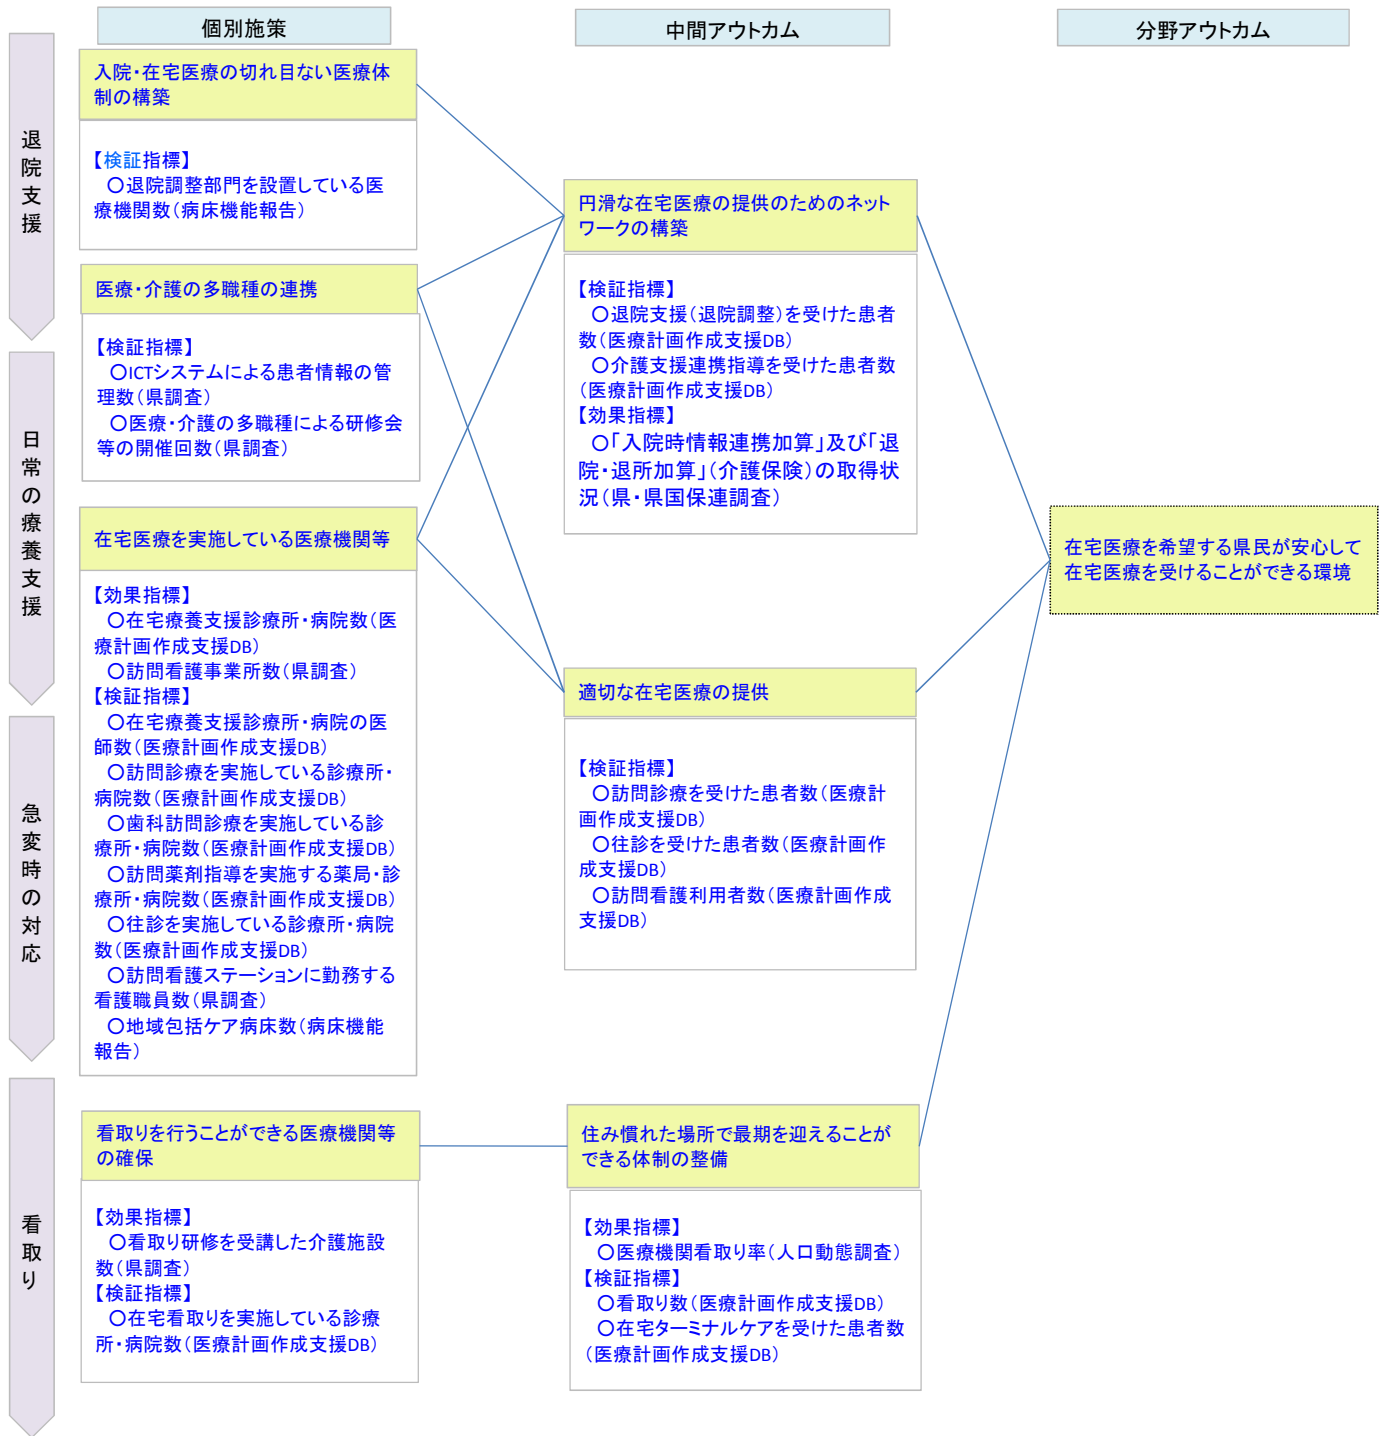 個別施策
中間アウトカム
分野アウトカム
退院支援
日常の療養支援
急変時の対応
看取り
入院・在宅医療の切れ目ない医療体
制の構築
【検証指標】
○退院調整部門を設置している医
療機関数（病床機能報告）
医療・介護の多職種の連携
【検証指標】
○ICTシステムによる患者情報の管
理数（県調査）
○医療・介護の多職種による研修会
等の開催回数（県調査）
在宅医療を実施している医療機関等
【効果指標】
○在宅療養支援診療所・病院数（医
療計画作成支援DB）
○訪問看護事業所数（県調査）
【検証指標】
○在宅療養支援診療所・病院の医
師数（医療計画作成支援DB）
○訪問診療を実施している診療所・
病院数（医療計画作成支援DB）
○歯科訪問診療を実施している診
療所・病院数（医療計画作成支援DB）
○訪問薬剤指導を実施する薬局・診
療所・病院数（医療計画作成支援DB）
○往診を実施している診療所・病院
数（医療計画作成支援DB）
○訪問看護ステーションに勤務する
看護職員数（県調査）
○地域包括ケア病床数（病床機能
報告）
看取りを行うことができる医療機関等
の確保
【効果指標】
○看取り研修を受講した介護施設
数（県調査）
【検証指標】
○在宅看取りを実施している診療
所・病院数（医療計画作成支援DB）
円滑な在宅医療の提供のためのネット
ワークの構築
【検証指標】
○退院支援（退院調整）を受けた患者
数（医療計画作成支援DB）
○介護支援連携指導を受けた患者数
（医療計画作成支援DB）
【効果指標】
○「入院時情報連携加算」及び「退
院・退所加算」（介護保険）の取得状
況（県・県国保連調査）
適切な在宅医療の提供
【検証指標】
○訪問診療を受けた患者数（医療計
画作成支援DB）
○往診を受けた患者数（医療計画作
成支援DB）
○訪問看護利用者数（医療計画作成
支援DB）
住み慣れた場所で最期を迎えることが
できる体制の整備
【効果指標】
○医療機関看取り率（人口動態調査）
【検証指標】
○看取り数（医療計画作成支援DB）
○在宅ターミナルケアを受けた患者数
（医療計画作成支援DB）
在宅医療を希望する県民が安心して
在宅医療を受けることができる環境